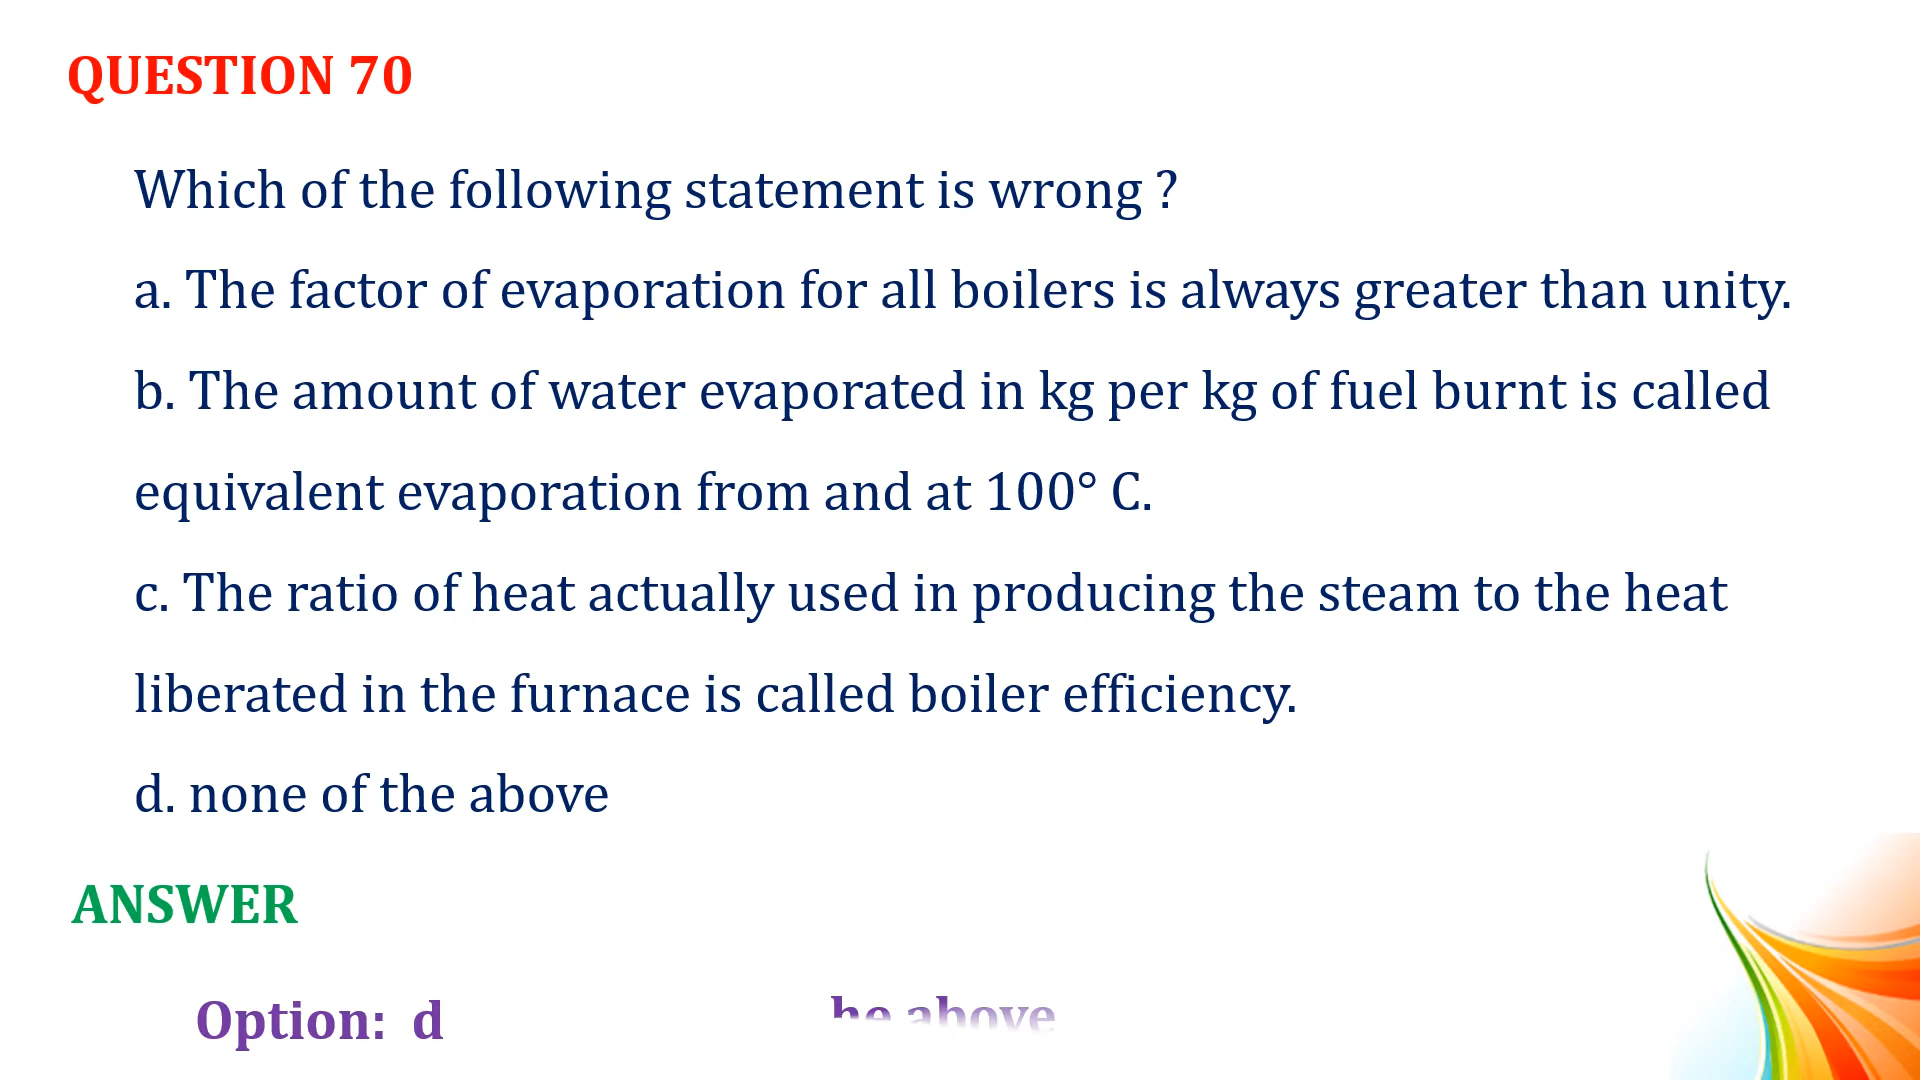 QUESTION 70
Which of the following statement is wrong ?
a. The factor of evaporation for all boilers is always greater than unity.
b. The amount of water evaporated in kg per kg of fuel burnt is called
equivalent evaporation from and at 100° C.
c. The ratio of heat actually used in producing the steam to the heat
liberated in the furnace is called boiler efficiency.
d. none of the above
ANSWER
Option: d he above